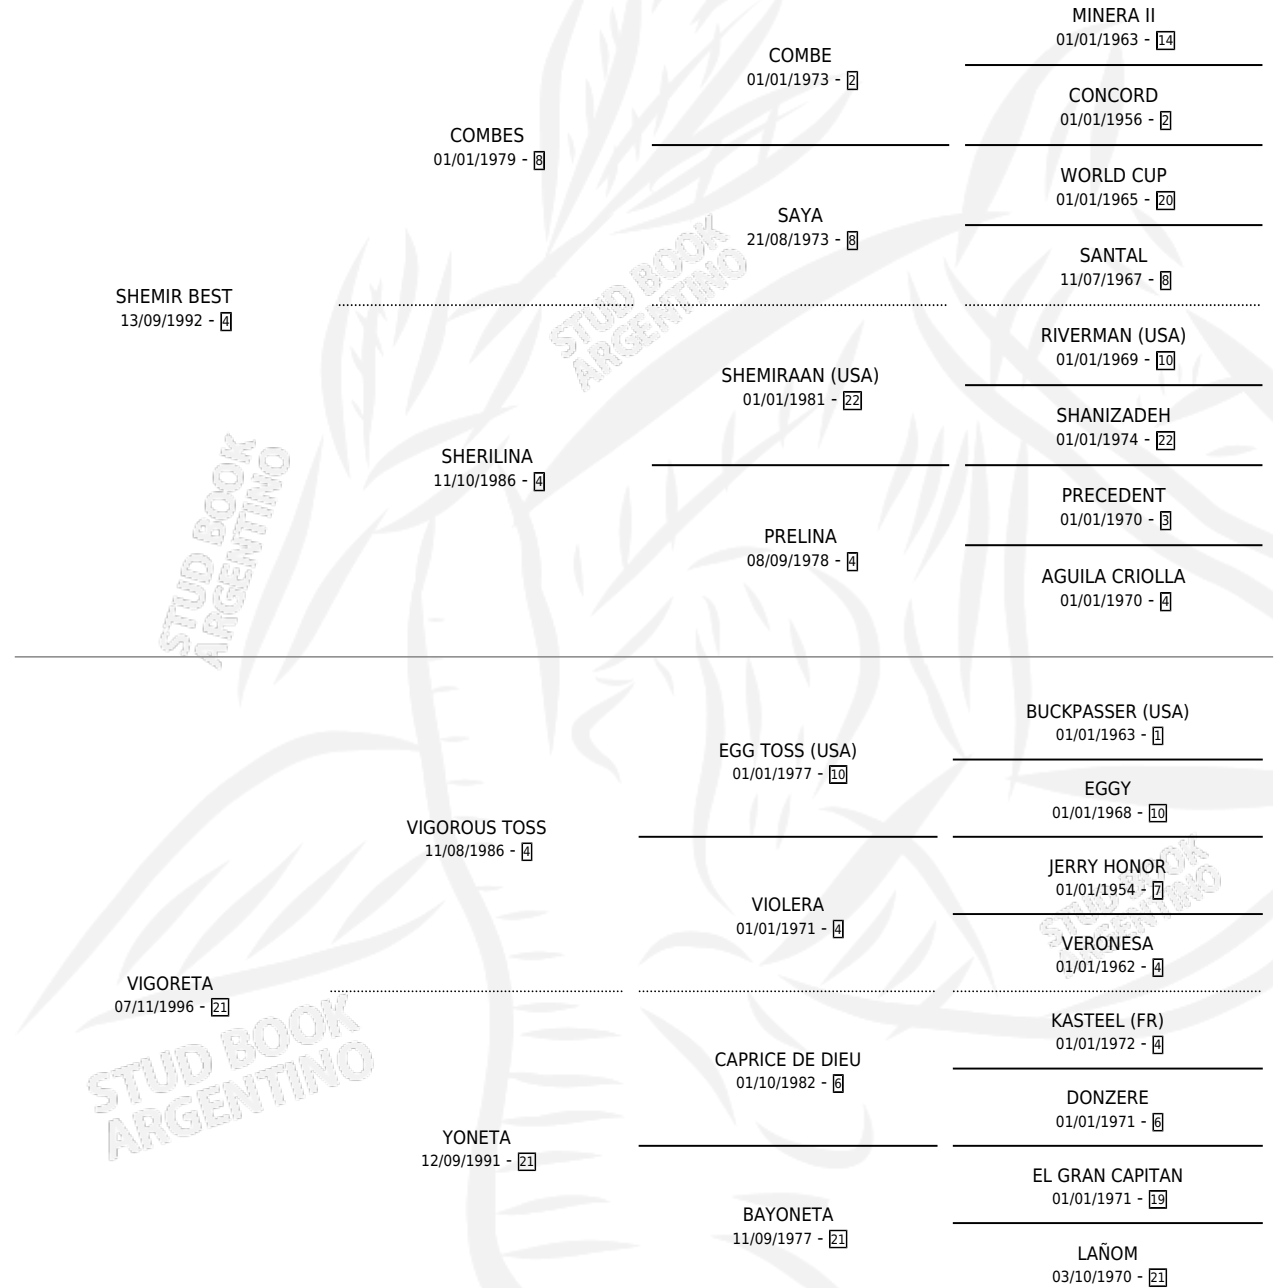 MINERA II
01/01/1963 - 14
COMBE
01/01/1973 - 2
CONCORD
01/01/1956 - 2
COMBES
01/01/1979 - 8
WORLD CUP
01/01/1965 - 20
SAYA
21/08/1973 - 8
SANTAL
11/07/1967 - 8
SHEMIR BEST
13/09/1992 - 4
RIVERMAN (USA)
01/01/1969 - 10
SHEMIRAAN (USA)
01/01/1981 - 22
SHANIZADEH
01/01/1974 - 22
SHERILINA
11/10/1986 - 4
PRECEDENT
01/01/1970 - 3
PRELINA
08/09/1978 - 4
AGUILA CRIOLLA
01/01/1970 - 4
BUCKPASSER (USA)
01/01/1963 - 1
EGG TOSS (USA)
01/01/1977 - 10
EGGY
01/01/1968 - 10
VIGOROUS TOSS
11/08/1986 - 4
JERRY HONOR
01/01/1954 - 7
VIOLERA
01/01/1971 - 4
VERONESA
01/01/1962 - 4
VIGORETA
07/11/1996 - 21
KASTEEL (FR)
01/01/1972 - 4
CAPRICE DE DIEU
01/10/1982 - 6
DONZERE
01/01/1971 - 6
YONETA
12/09/1991 - 21
EL GRAN CAPITAN
01/01/1971 - 19
BAYONETA
11/09/1977 - 21
LAÑOM
03/10/1970 - 21
STUD BOOK
ARGENTINO
STUD BOOK
ARGENTINO
STUD BOOK
ARGENTINO
STUD BOOK
ARGENTINO